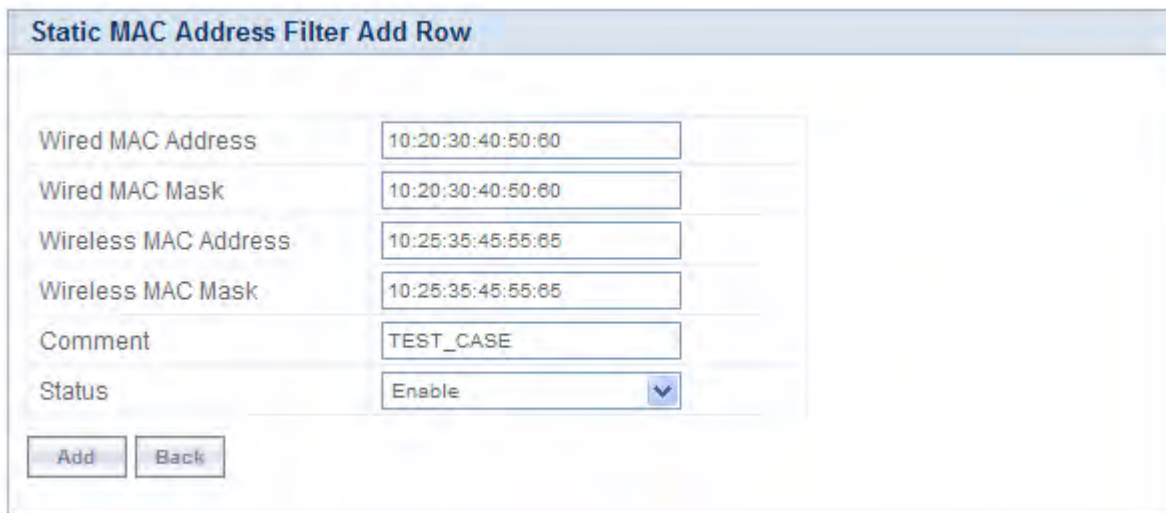 Static MAC Address Filter Add Row
Wired MAC Address 10:20:30:40:50:60
Wired MAC Mask 10:20:30:40:50:60
Wireless MAC Address 10:25:35:45:55:65
Wireless MAC Mask 10:25:35:45:55:65
Comment TEST_CASE
Status Enable
Add Back